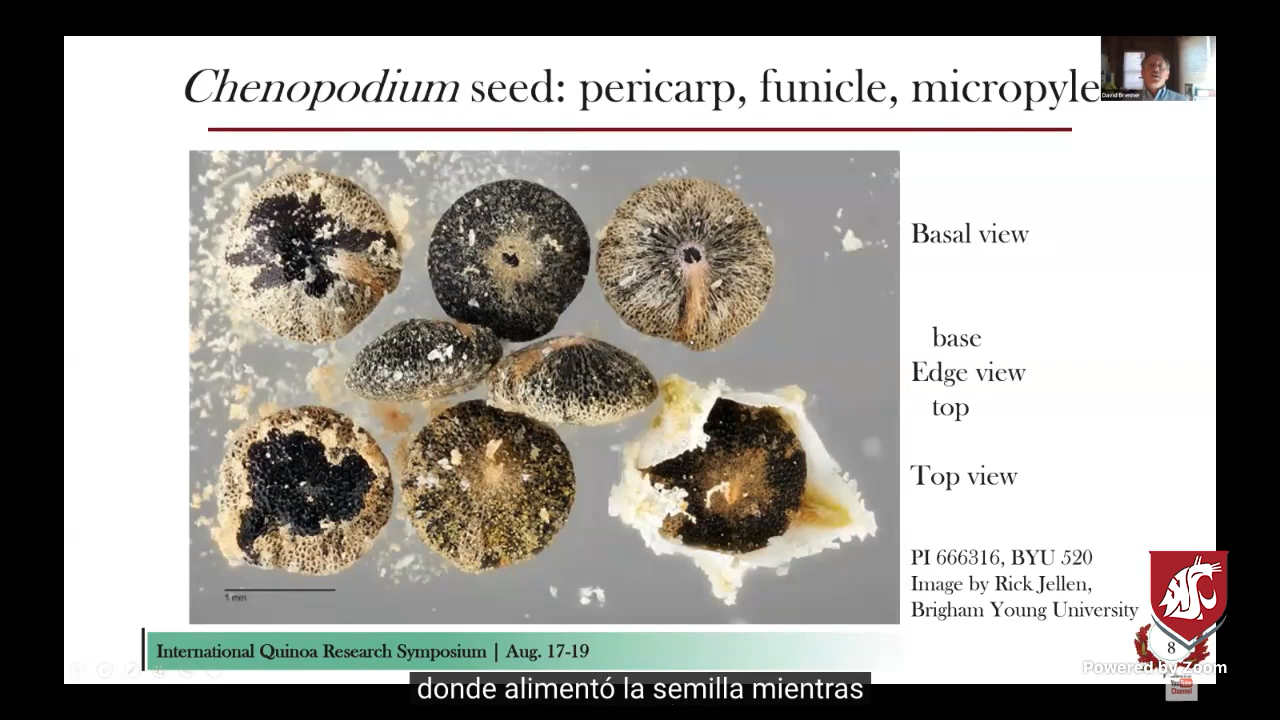 Chenopodium seed: pericarp, funicle, micropyle
David Brenner
Basal view
base
Edge view
top
Top view
PI 666316, BYU 520
Image by Rick Jellen,
Brigham Young University
1 mm
International Quinoa Research Symposium | Aug. 17-19
8
Powered by Zoom
YouTube
Channel
donde alimentó la semilla mientras